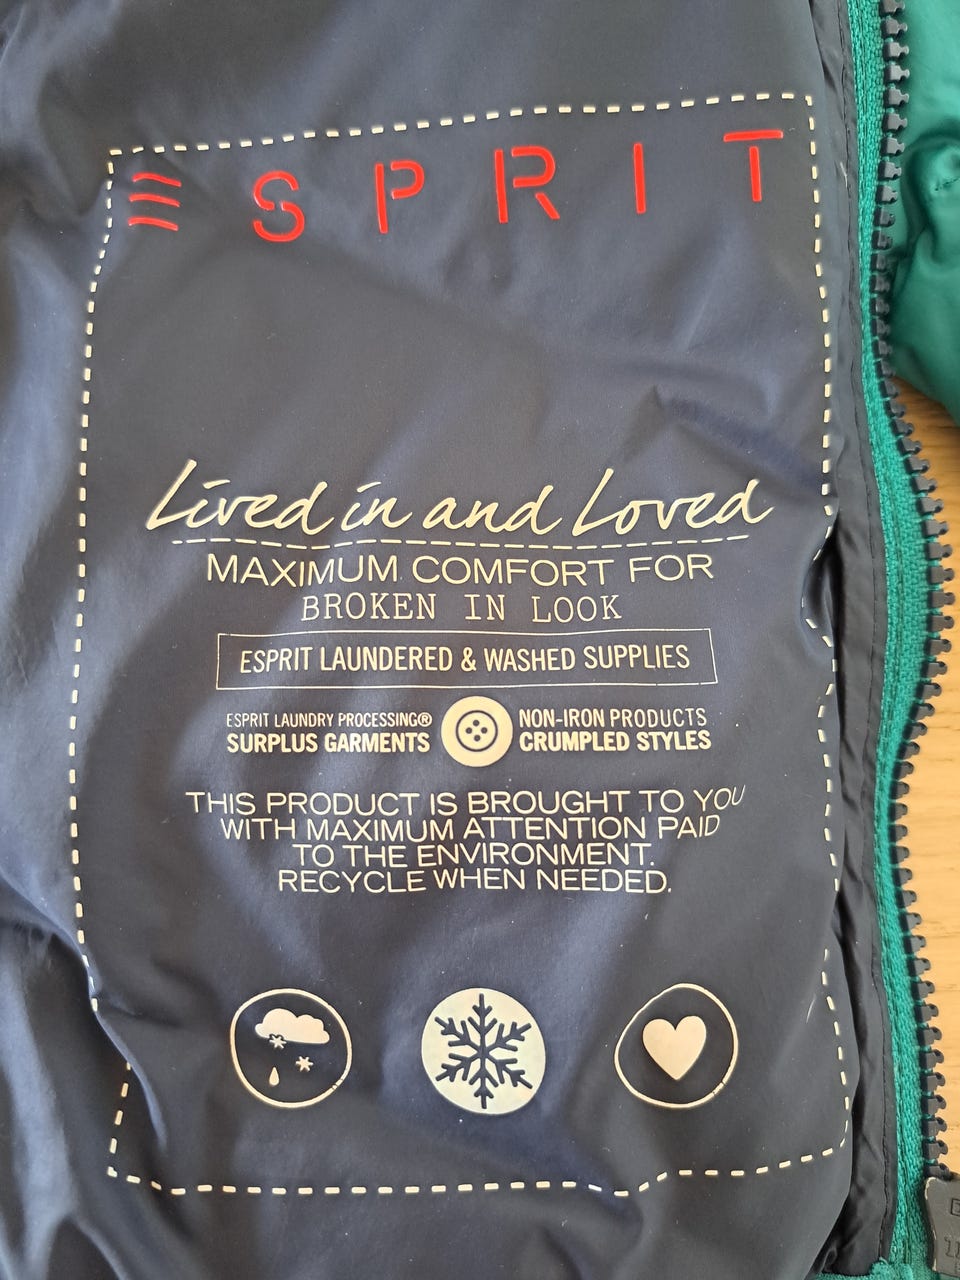 ESPRIT
Lived in and Loved
MAXIMUM COMFORT FOR
BROKEN IN LOOK
ESPRIT LAUNDERED & WASHED SUPPLIES
ESPRIT LAUNDRY PROCESSING® NON-IRON PRODUCTS
SURPLUS GARMENTS CRUMPLED STYLES
THIS PRODUCT IS BROUGHT TO YOU
WITH MAXIMUM ATTENTION PAID
TO THE ENVIRONMENT.
RECYCLE WHEN NEEDED.